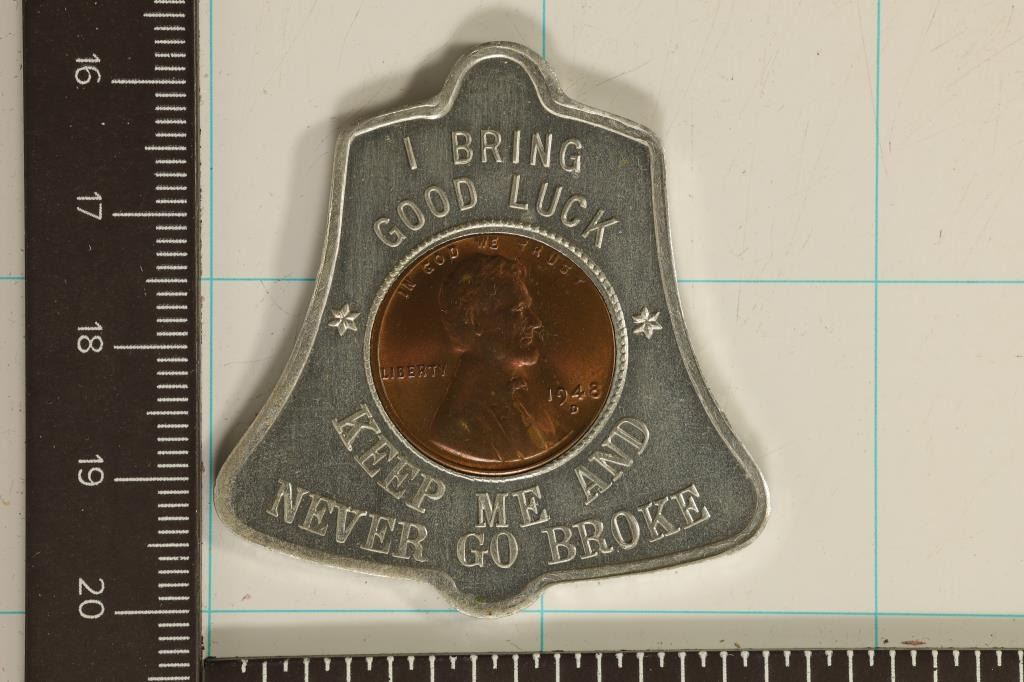 I BRING
GOOD LUCK
IN GOD WE TRUST
LIBERTY
1948
D
KEEP ME AND
NEVER GO BROKE
16
17
18
19
20